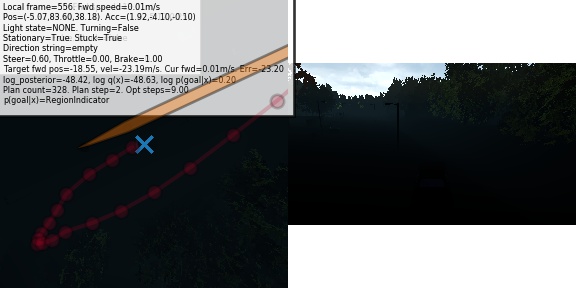 Local frame=556. Fwd speed=0.01m/s
Pos=(-5.07,83.60,38.18). Acc=(1.92,-4.10,-0.10)
Light state=NONE. Turning=False
Stationary=True. Stuck=True
Direction string=empty
Steer=0.60, Throttle=0.00, Brake=1.00
Target fwd pos=-18.55, vel=-23.19m/s. Cur fwd=0.01m/s. Err=-23.20
log_posterior=-48.42, log q(x)=-48.63, log p(goal|x)=0.20
Plan count=328. Plan step=2. Opt steps=9.00
p(goal|x)=RegionIndicator